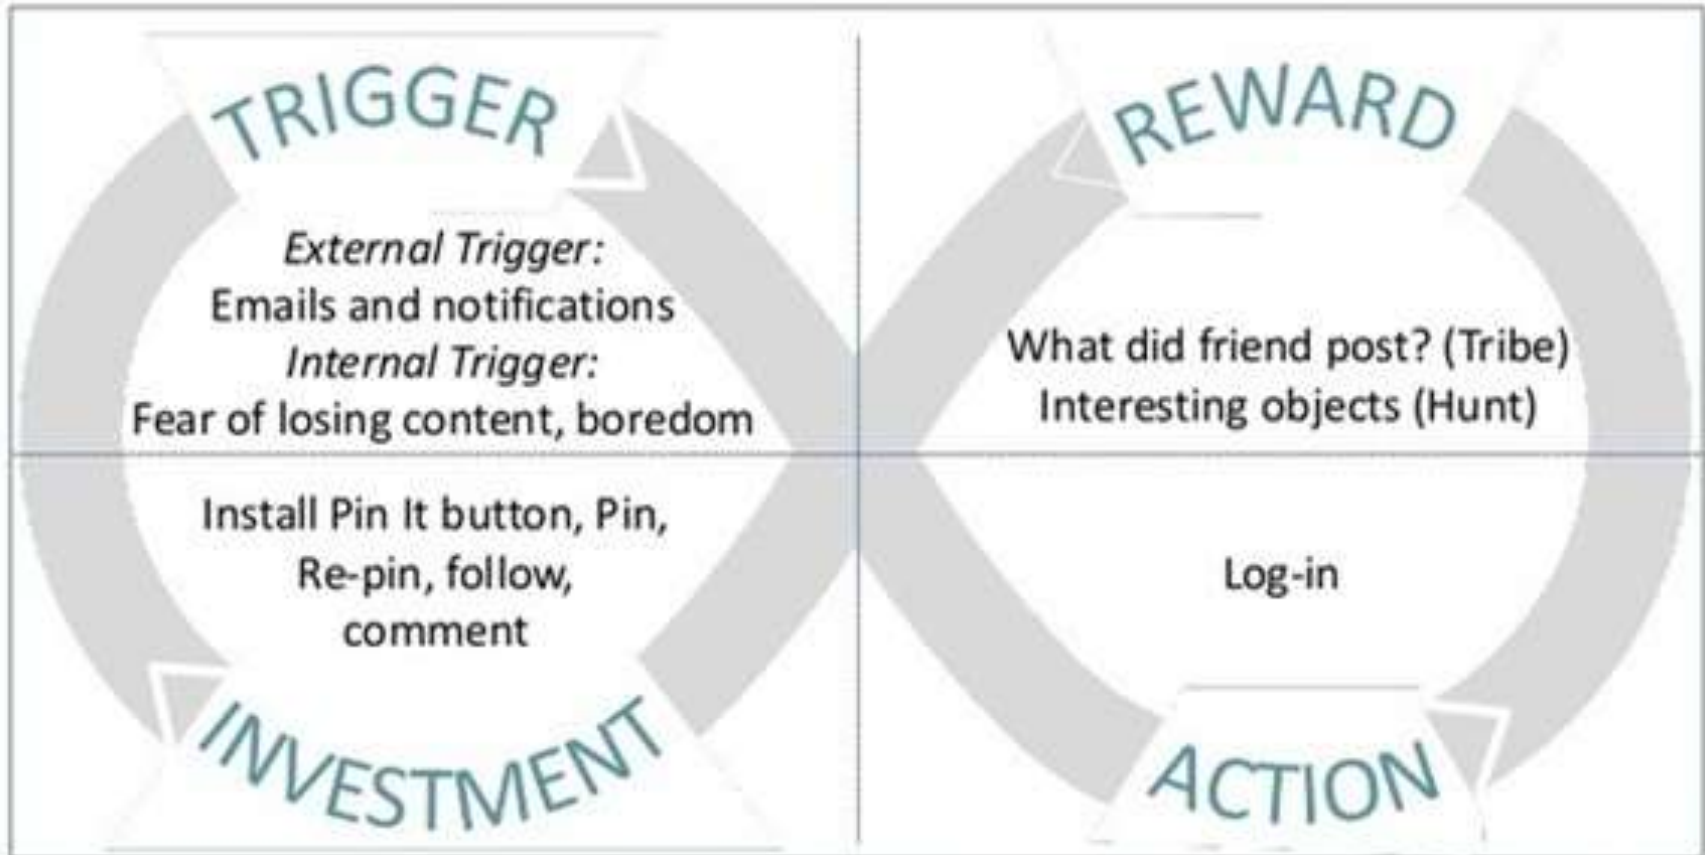 TRIGGER
External Trigger:
Emails and notifications
Internal Trigger:
Fear of losing content, boredom
REWARD
What did friend post? (Tribe)
Interesting objects (Hunt)
Install Pin It button, Pin,
Re-pin, follow,
comment
INVESTMENT
Log-in
ACTION